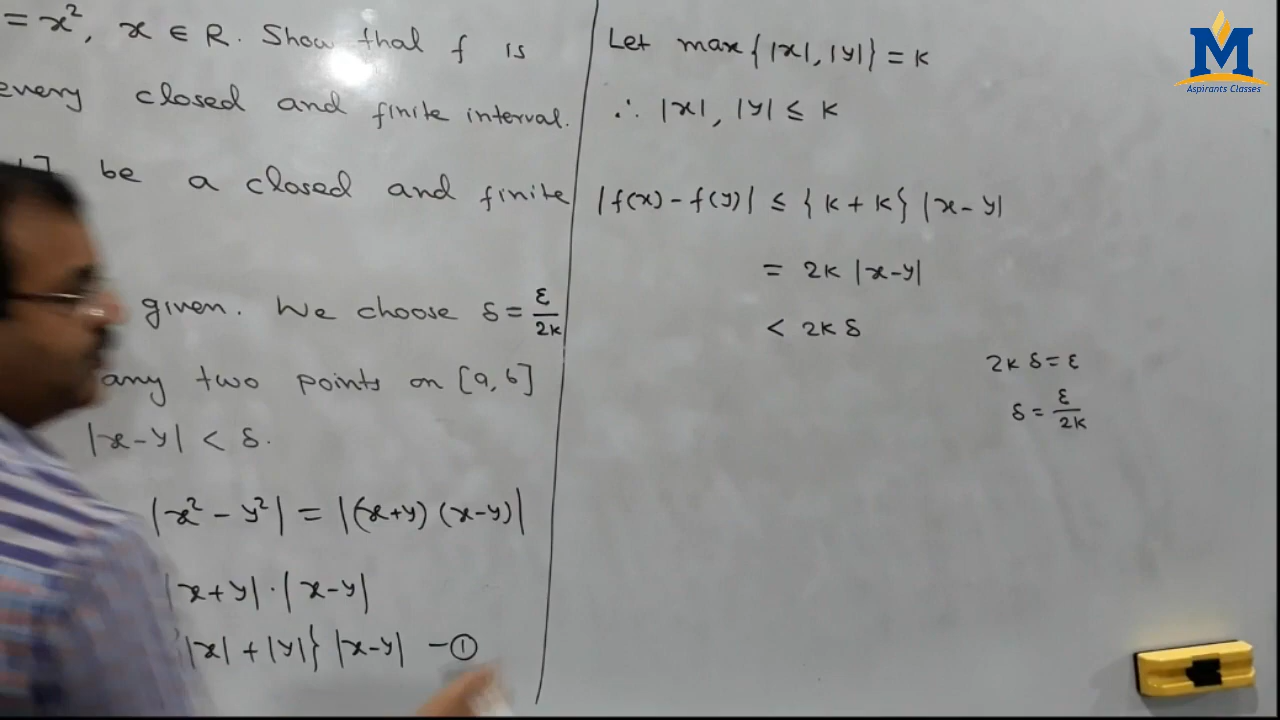 = x², x ∈ R. Show that f is
every closed and finite interval.
be a closed and finite
given. We choose δ = ε/2k
any two points on [a, b]
|x-y| < δ.
|x² - y²| = |(x+y) (x-y)|
|x+y| · |x-y|
{|x| + |y|} |x-y| - ①
Let max{|x|, |y|} = k
∴ |x|, |y| ≤ k
|f(x) - f(y)| ≤ {k + k} |x-y|
= 2k |x-y|
< 2k δ
2k δ = ε
δ = ε/2k
M
Aspirants Classes